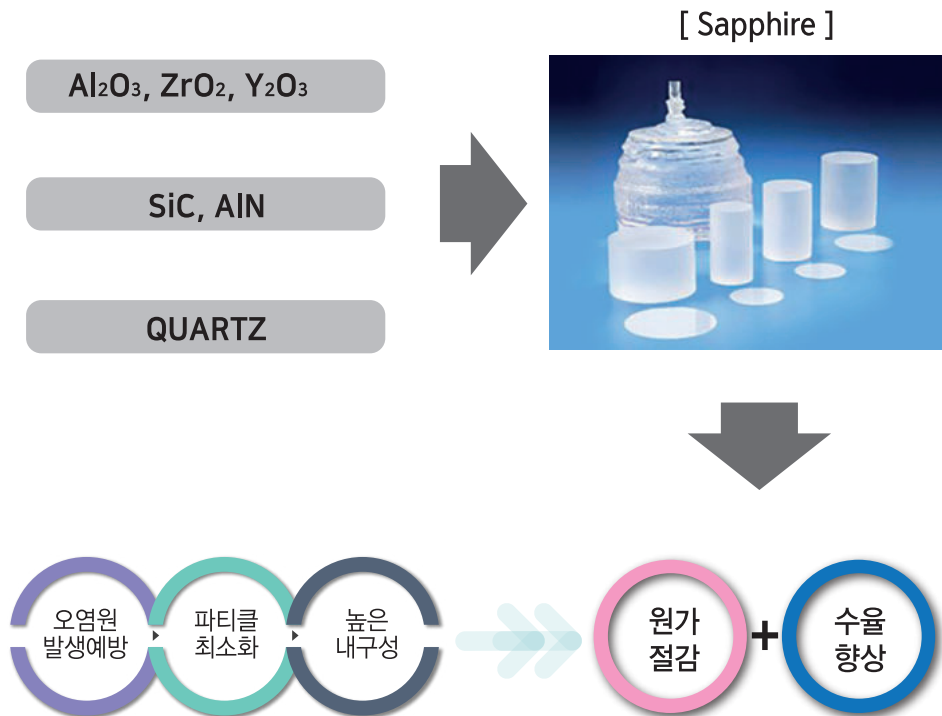 [ Sapphire ]
Al₂O₃, ZrO₂, Y₂O₃
SiC, AlN
QUARTZ
오염원
발생예방
파티클
최소화
높은
내구성
원가
절감
+
수율
향상